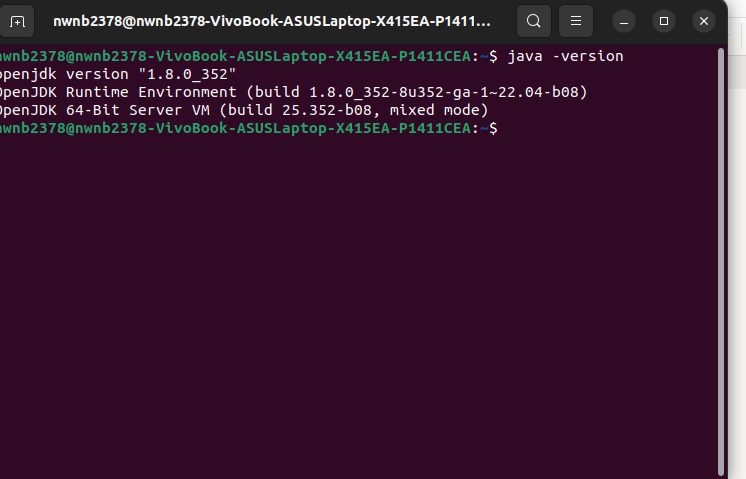 nwnb2378@nwnb2378-VivoBook-ASUSLaptop-X415EA-P1411...
nwnb2378@nwnb2378-VivoBook-ASUSLaptop-X415EA-P1411CEA:~$ java -version
openjdk version "1.8.0_352"
OpenJDK Runtime Environment (build 1.8.0_352-8u352-ga-1~22.04-b08)
OpenJDK 64-Bit Server VM (build 25.352-b08, mixed mode)
nwnb2378@nwnb2378-VivoBook-ASUSLaptop-X415EA-P1411CEA:~$